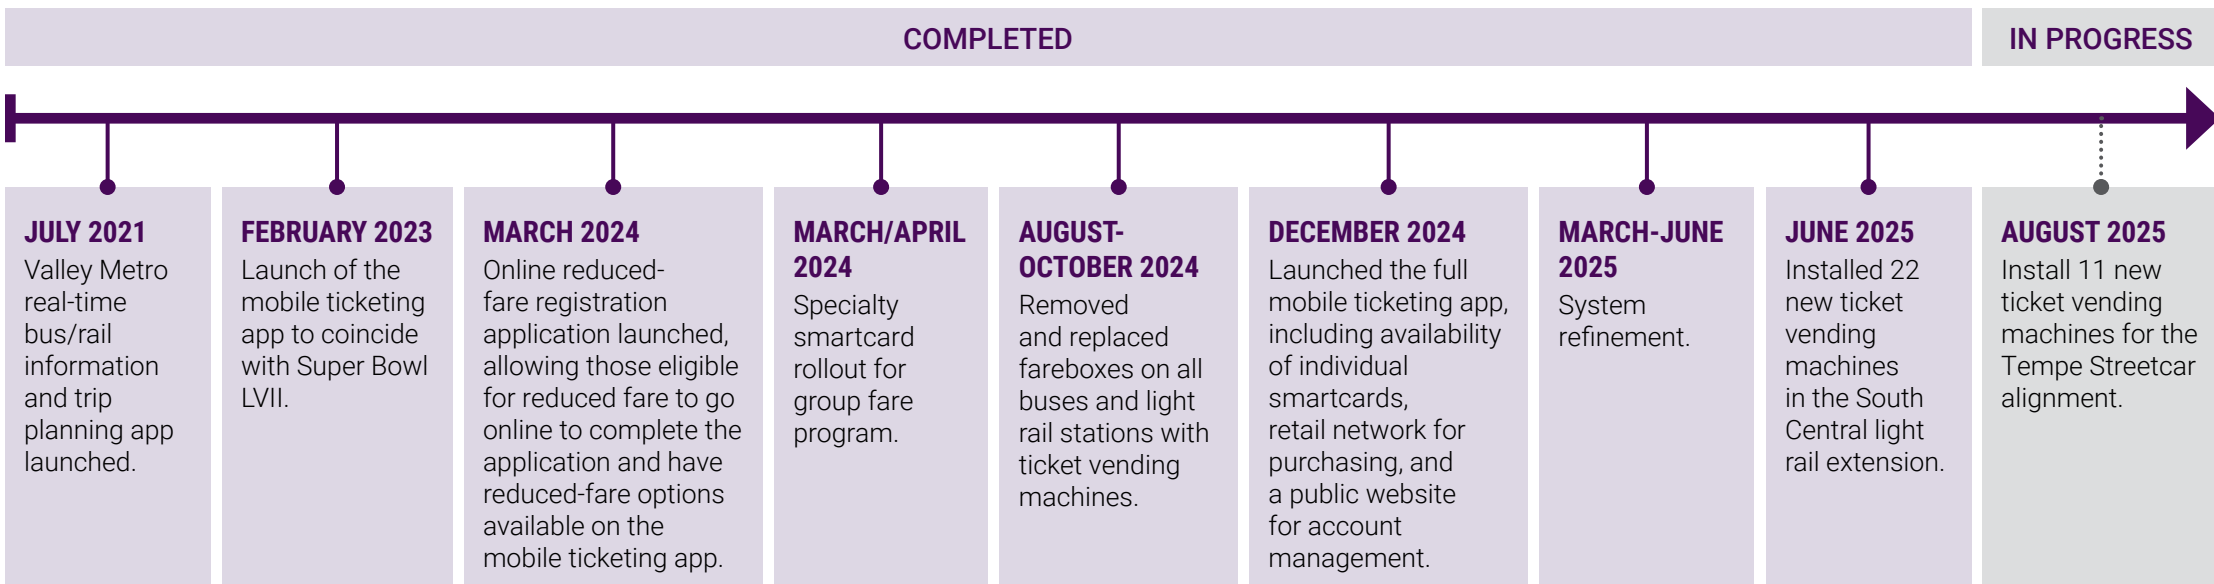 COMPLETED
IN PROGRESS
JULY 2021
Valley Metro
real-time
bus/rail
information
and trip
planning app
launched.
FEBRUARY 2023
Launch of the
mobile ticketing
app to coincide
with Super Bowl
LVII.
MARCH 2024
Online reduced-
fare registration
application launched,
allowing those eligible
for reduced fare to go
online to complete the
application and have
reduced-fare options
available on the
mobile ticketing app.
MARCH/APRIL
2024
Specialty
smartcard
rollout for
group fare
program.
AUGUST-
OCTOBER 2024
Removed
and replaced
fareboxes on all
buses and light
rail stations with
ticket vending
machines.
DECEMBER 2024
Launched the full
mobile ticketing app,
including availability
of individual
smartcards,
retail network for
purchasing, and
a public website
for account
management.
MARCH-JUNE
2025
System
refinement.
JUNE 2025
Installed 22
new ticket
vending
machines
in the South
Central light
rail extension.
AUGUST 2025
Install 11 new
ticket vending
machines for the
Tempe Streetcar
alignment.